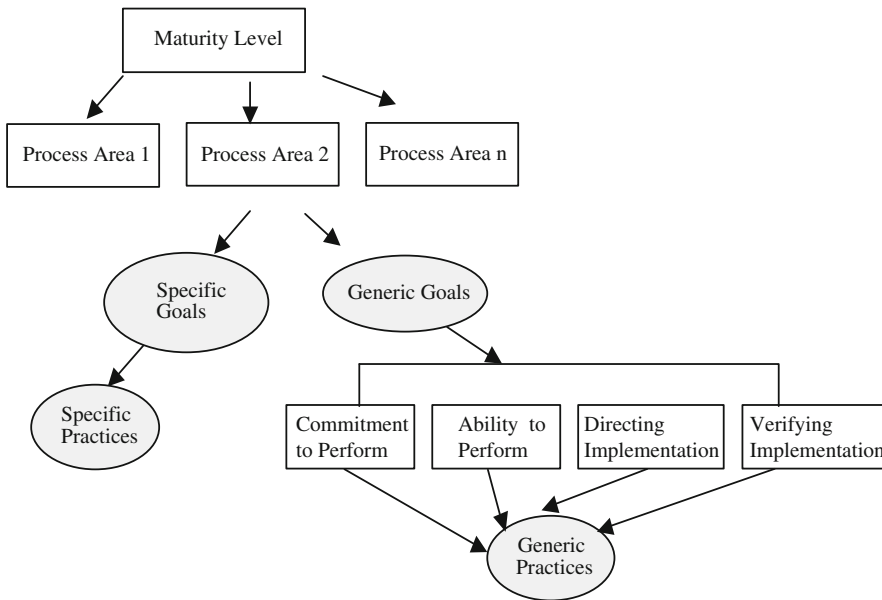 Maturity Level
Process Area 1
Process Area 2
Process Area n
Specific
Goals
Generic Goals
Specific
Practices
Commitment
to Perform
Ability to
Perform
Directing
Implementation
Verifying
Implementation
Generic
Practices